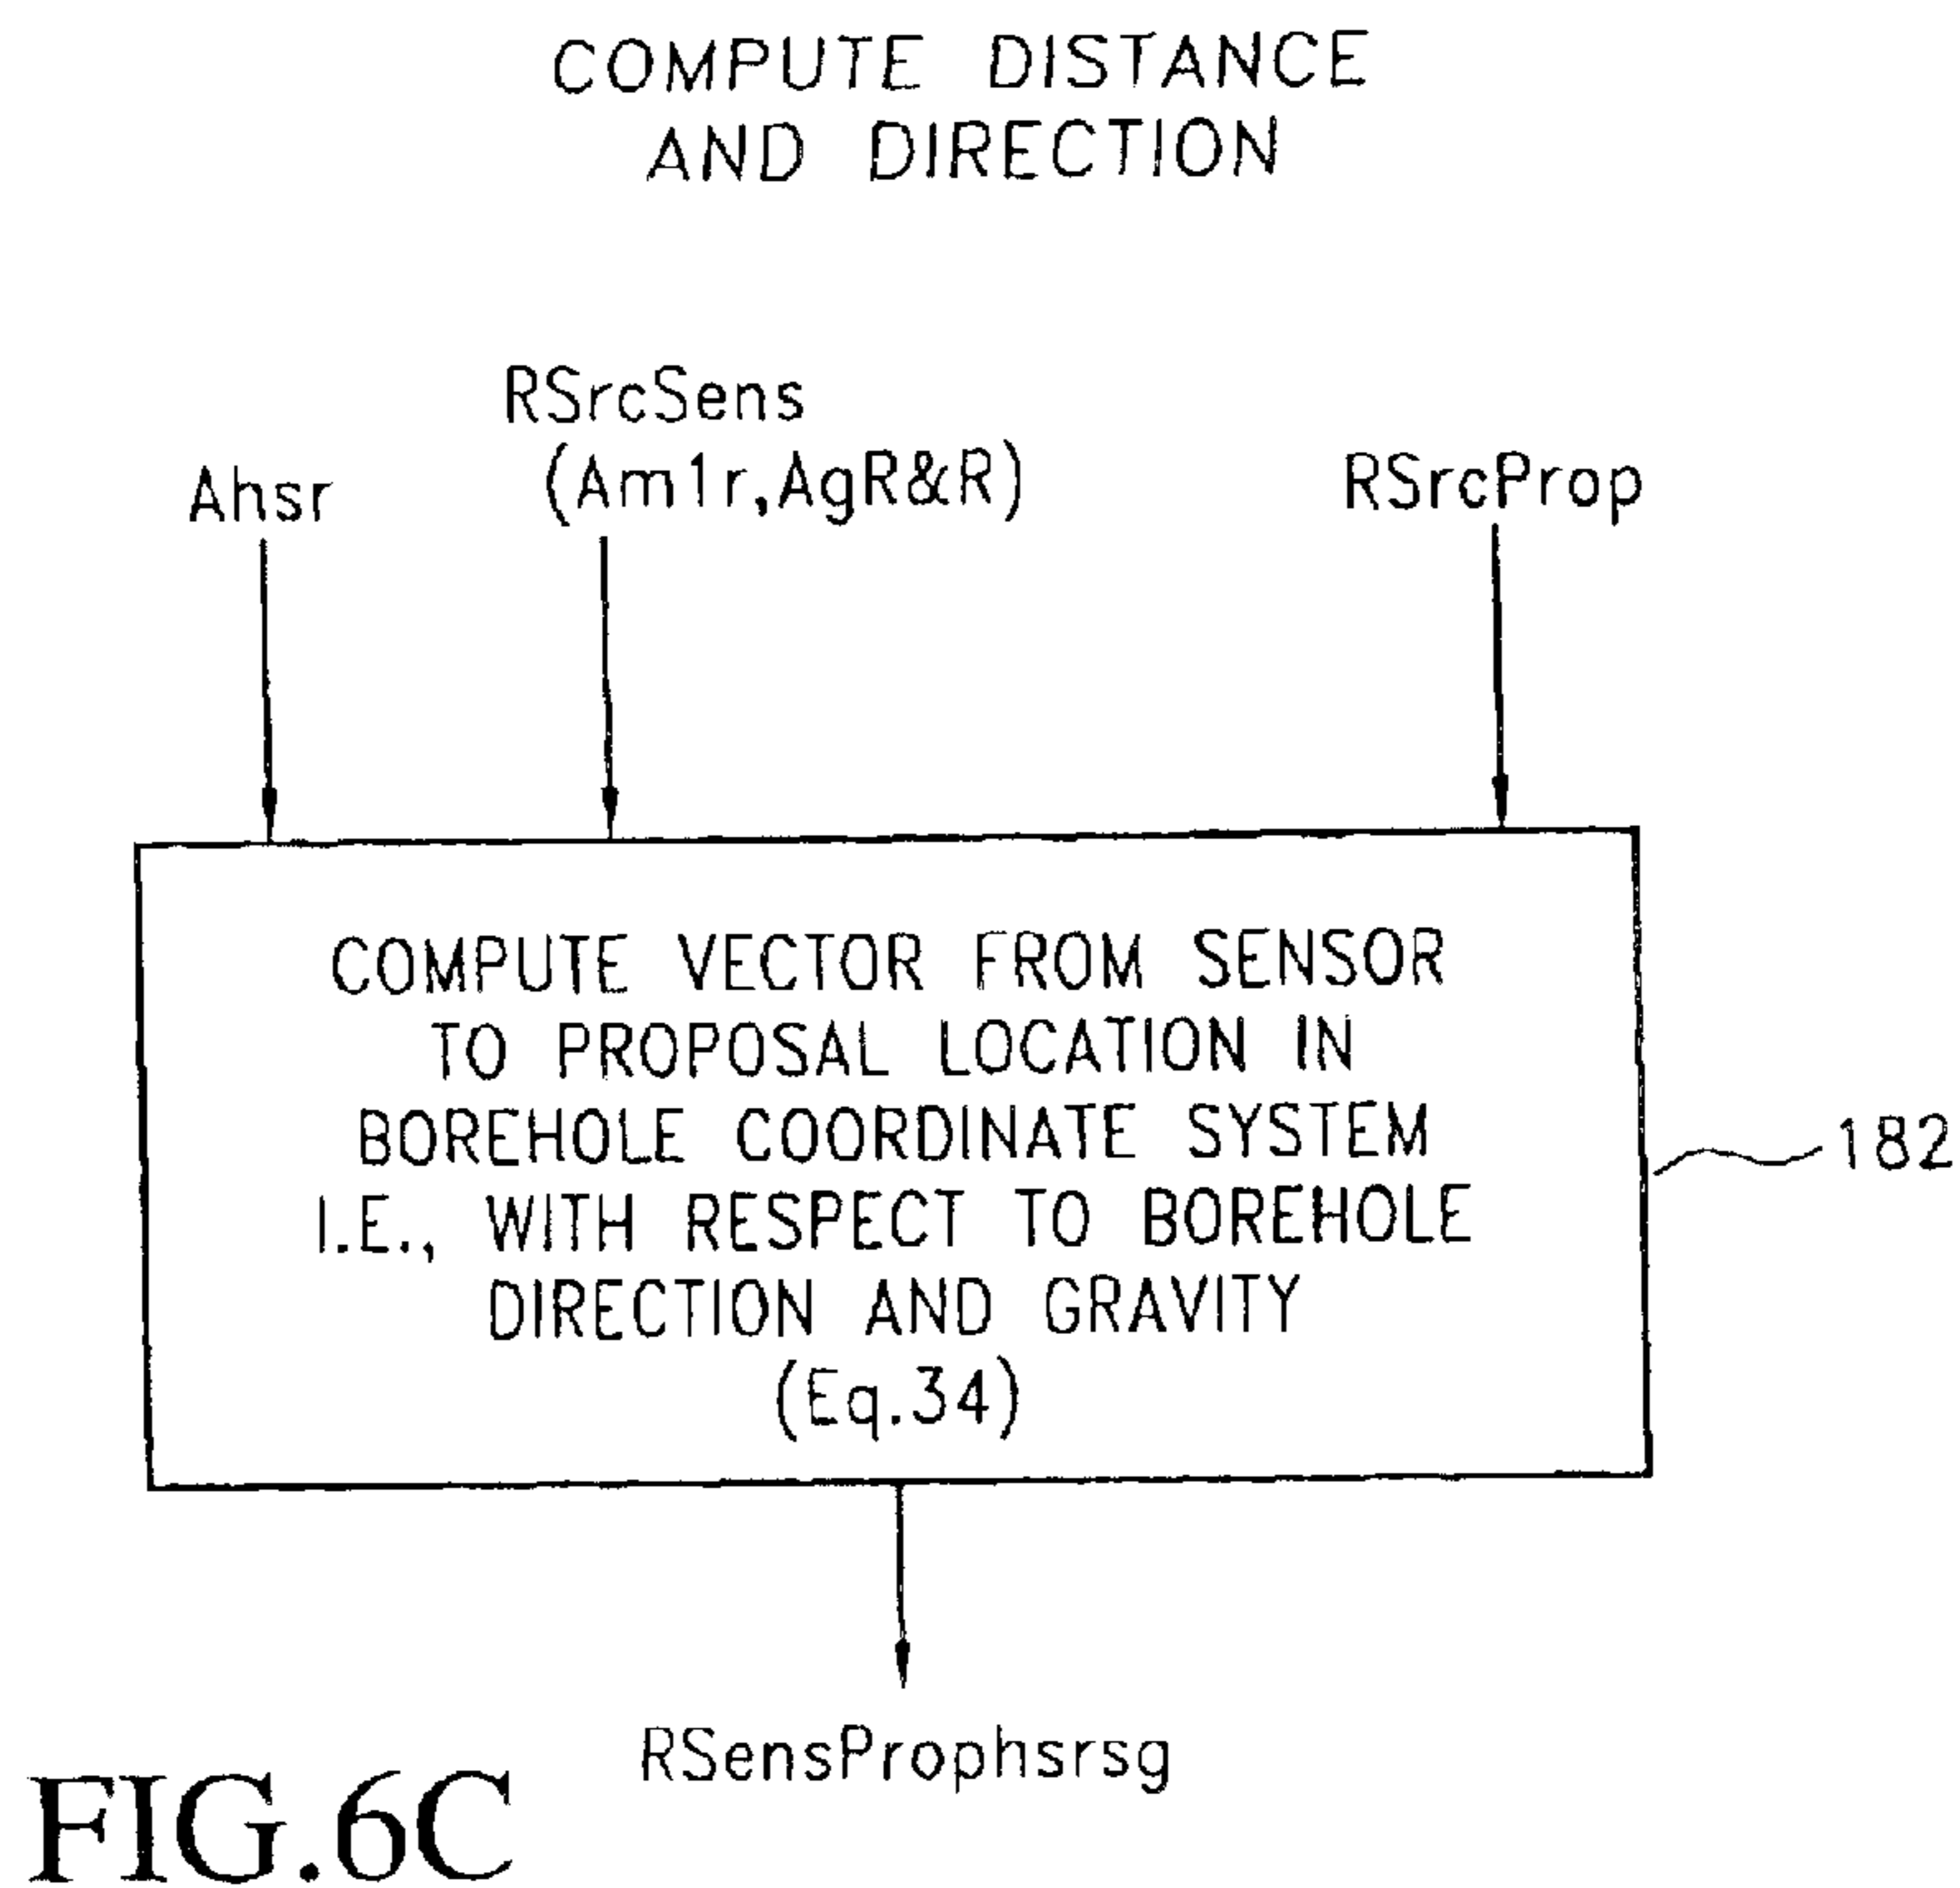 COMPUTE DISTANCE
AND DIRECTION
RSrcSens
Ahsr (Am1r,AgR&R) RSrcProp
COMPUTE VECTOR FROM SENSOR
TO PROPOSAL LOCATION IN
BOREHOLE COORDINATE SYSTEM
I.E., WITH RESPECT TO BOREHOLE
DIRECTION AND GRAVITY
(Eq.34)
182
RSensProphsrsg
FIG.6C